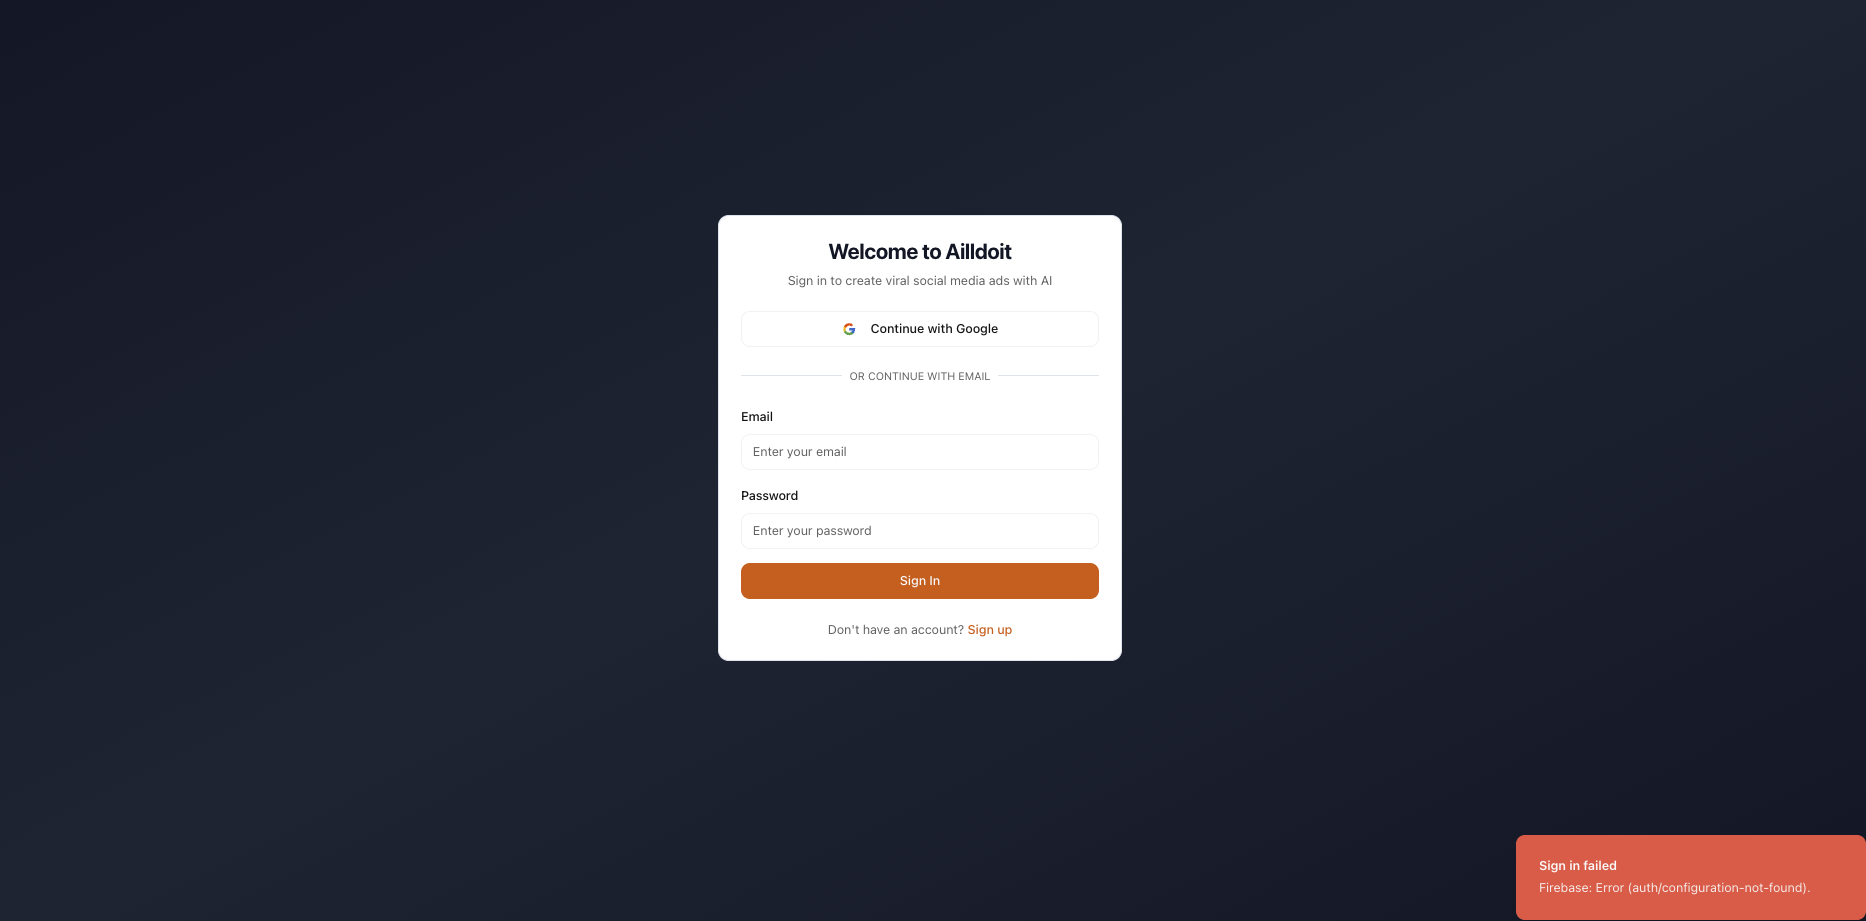 Welcome to Ailldoit
Sign in to create viral social media ads with AI
Continue with Google
OR CONTINUE WITH EMAIL
Email
Enter your email
Password
Enter your password
Sign In
Don't have an account? Sign up
Sign in failed
Firebase: Error (auth/configuration-not-found).